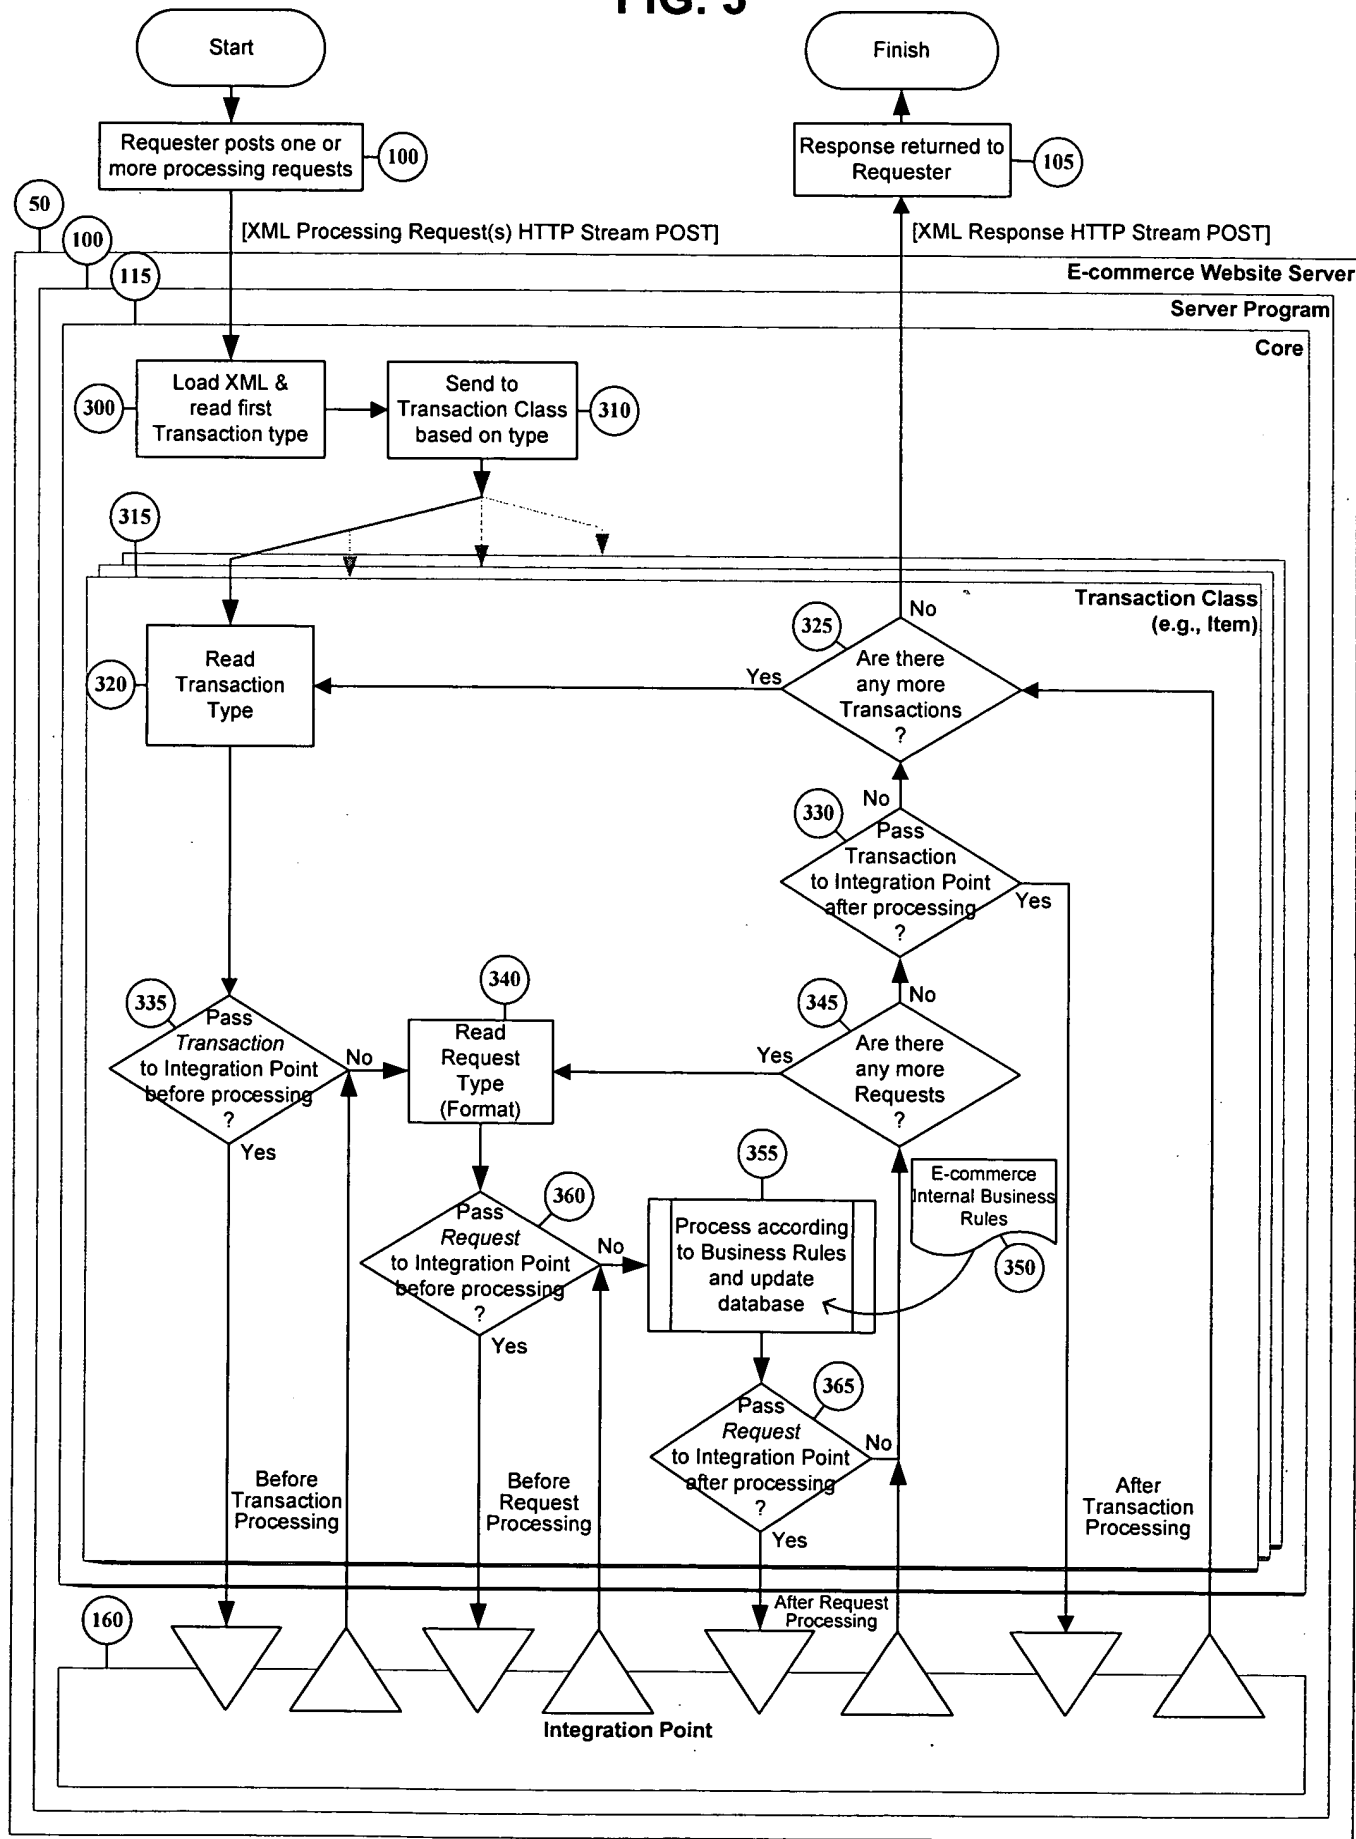 FIG. 3
Start
Finish
Requester posts one or
more processing requests
100
Response returned to
Requester
105
50
100
115
[XML Processing Request(s) HTTP Stream POST]
[XML Response HTTP Stream POST]
E-commerce Website Server
Server Program
Core
300
Load XML &
read first
Transaction type
Send to
Transaction Class
based on type
310
315
Transaction Class
(e.g., Item)
320
Read
Transaction
Type
325
No
Yes
Are there
any more
Transactions
?
330
No
Pass
Transaction
to Integration Point
after processing
?
Yes
335
Pass
Transaction
to Integration Point
before processing
?
No
Yes
340
Read
Request
Type
(Format)
345
No
Yes
Are there
any more
Requests
?
355
E-commerce
Internal Business
Rules
350
360
Pass
Request
to Integration Point
before processing
?
No
Yes
Process according
to Business Rules
and update
database
365
Pass
Request
to Integration Point
after processing
?
No
Yes
Before
Transaction
Processing
Before
Request
Processing
After Request
Processing
After
Transaction
Processing
160
Integration Point